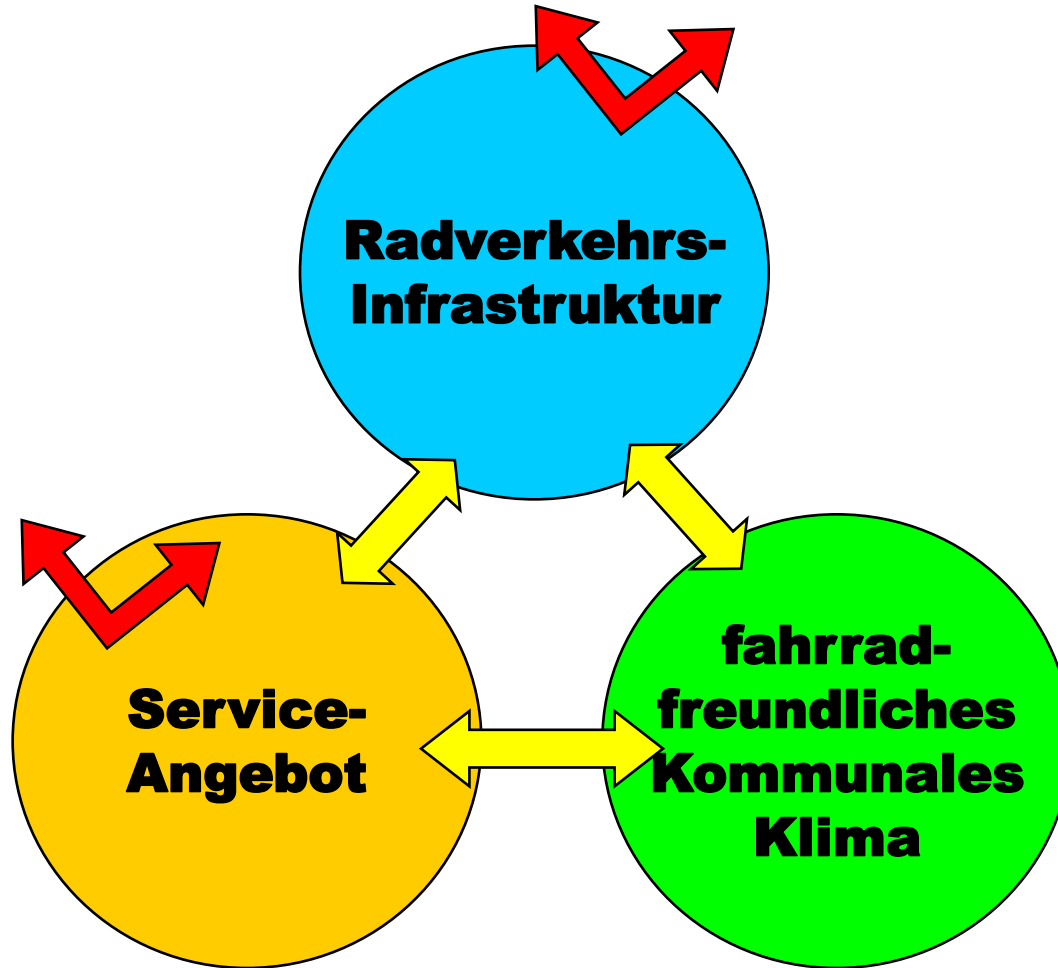 Radverkehrs-
Infrastruktur
Service-
Angebot
fahrrad-
freundliches
Kommunales
Klima